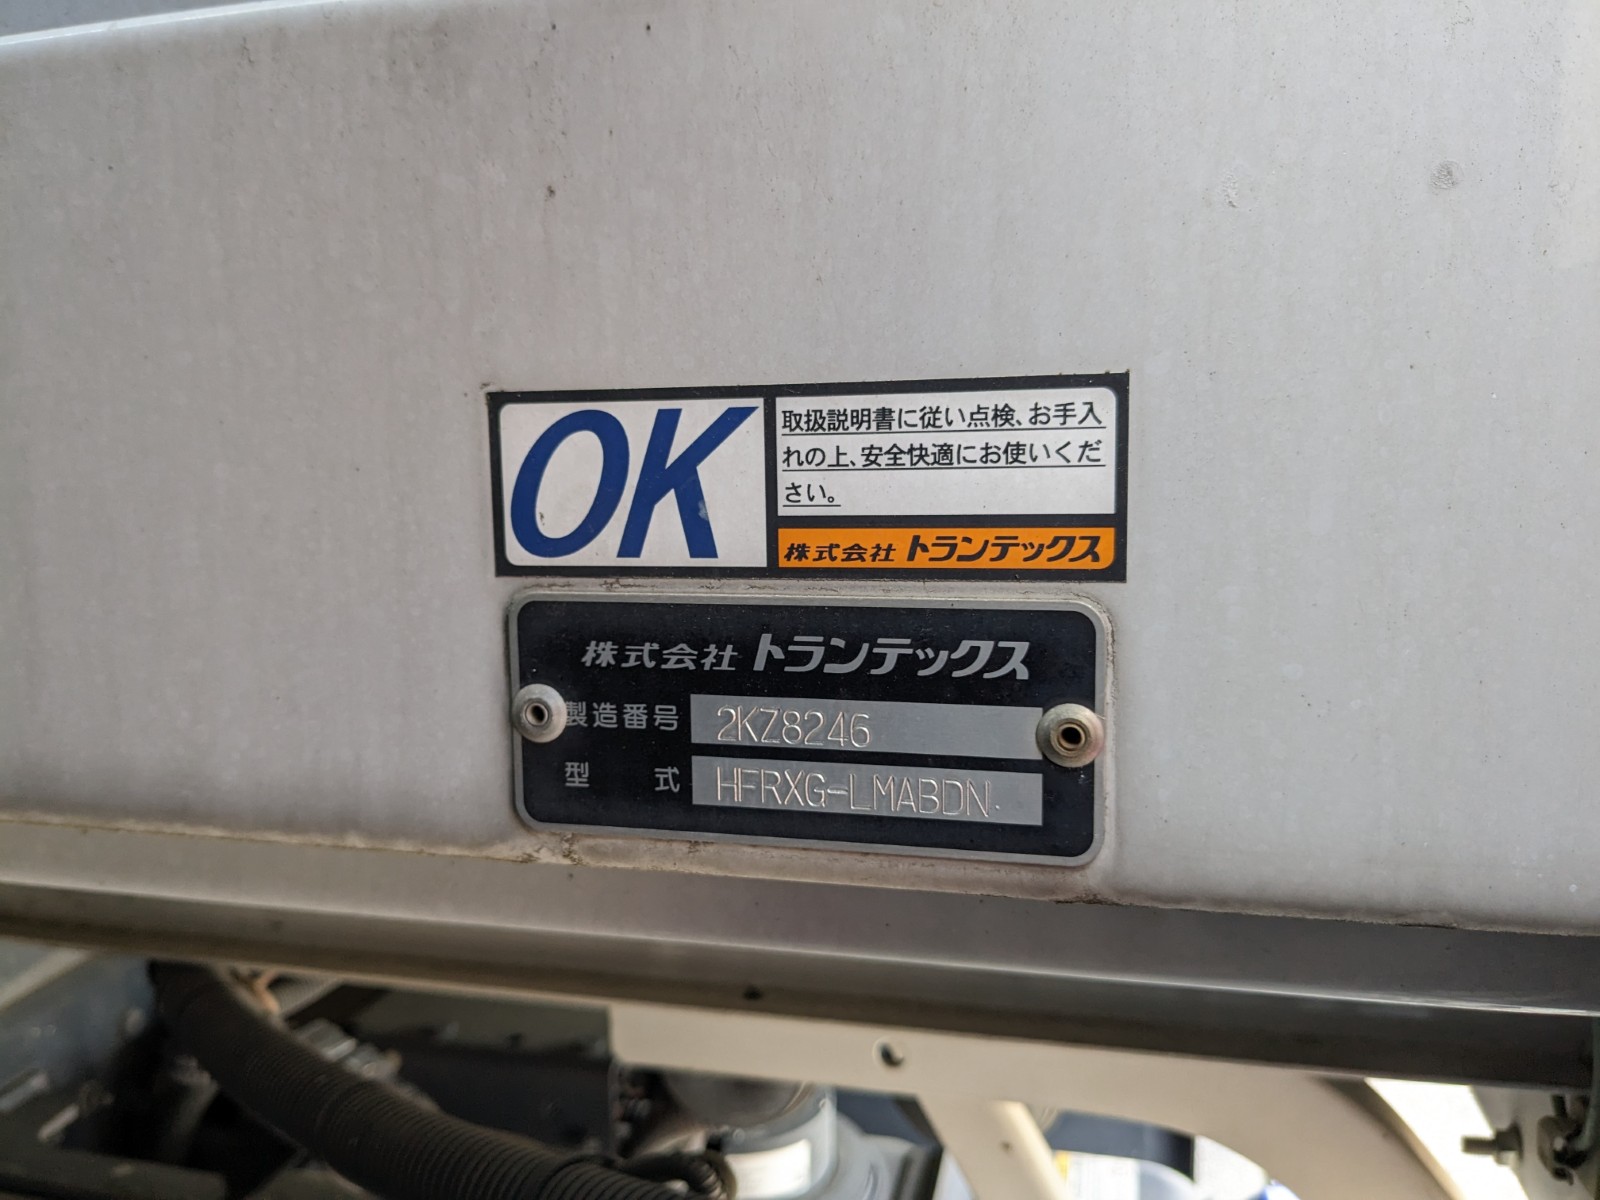 OK
取扱説明書に従い点検、お手入
れの上、安全快適にお使いくだ
さい。
株式会社 トランテックス
株式会社 トランテックス
製造番号 2KZ8246
型式 HFRXG-LMABDN